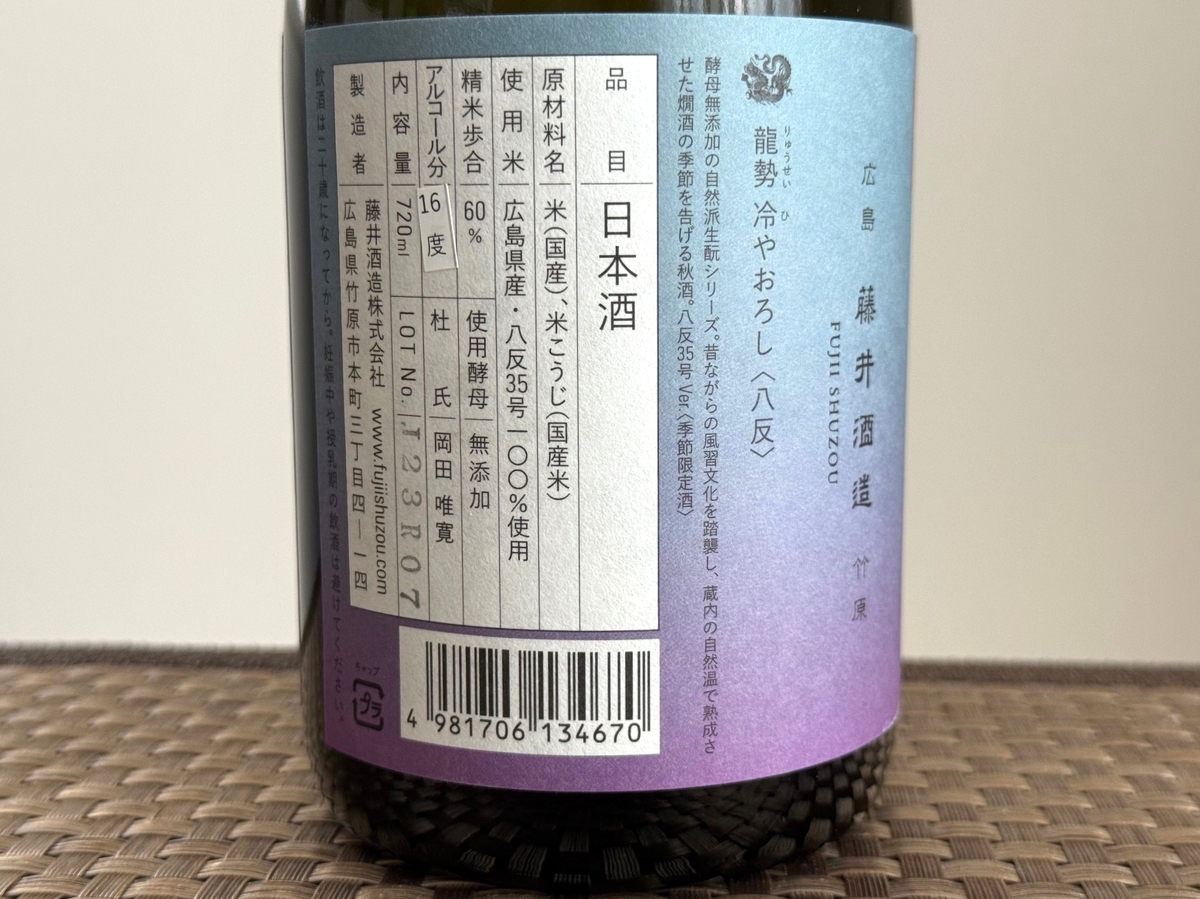 広島 藤井酒造 竹原
FUJII SHUZOU
りゅうせい ひ
龍勢 冷やおろし〈八反〉
酵母無添加の自然派生酛シリーズ。昔ながらの風習文化を踏襲し、蔵内の自然温で熟成さ
せた燗酒の季節を告げる秋酒。八反35号 Ver.〈季節限定酒〉
品目 日本酒
原材料名 米(国産)、米こうじ(国産米)
使用米 広島県産・八反35号一〇〇%使用
精米歩合 60% 使用酵母 無添加
アルコール分 16度 杜氏 岡田 唯寛
内容量 720ml LOT No. J23R07
製造者 藤井酒造株式会社 www.fujiishuzou.com
広島県竹原市本町三丁目四―一四
飲酒は二十歳になってから。妊娠中や授乳期の飲酒は避けてください。
キャップ
プラ
4 981706 134670